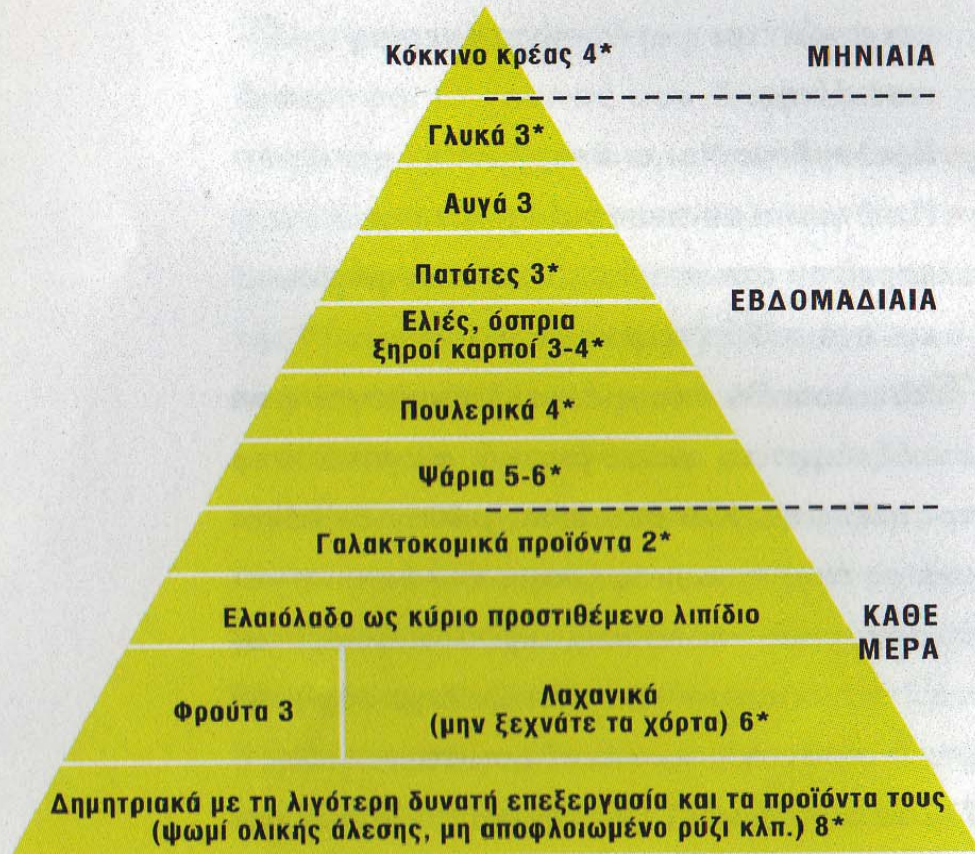 Κόκκινο κρέας 4*
ΜΗΝΙΑΙΑ
Γλυκά 3*
Αυγά 3
Πατάτες 3*
ΕΒΔΟΜΑΔΙΑΙΑ
Ελιές, όσπρια
ξηροί καρποί 3-4*
Πουλερικά 4*
Ψάρια 5-6*
Γαλακτοκομικά προϊόντα 2*
Ελαιόλαδο ως κύριο προστιθέμενο λιπίδιο
ΚΑΘΕ
ΜΕΡΑ
Φρούτα 3
Λαχανικά
(μην ξεχνάτε τα χόρτα) 6*
Δημητριακά με τη λιγότερη δυνατή επεξεργασία και τα προϊόντα τους
(ψωμί ολικής άλεσης, μη αποφλοιωμένο ρύζι κλπ.) 8*